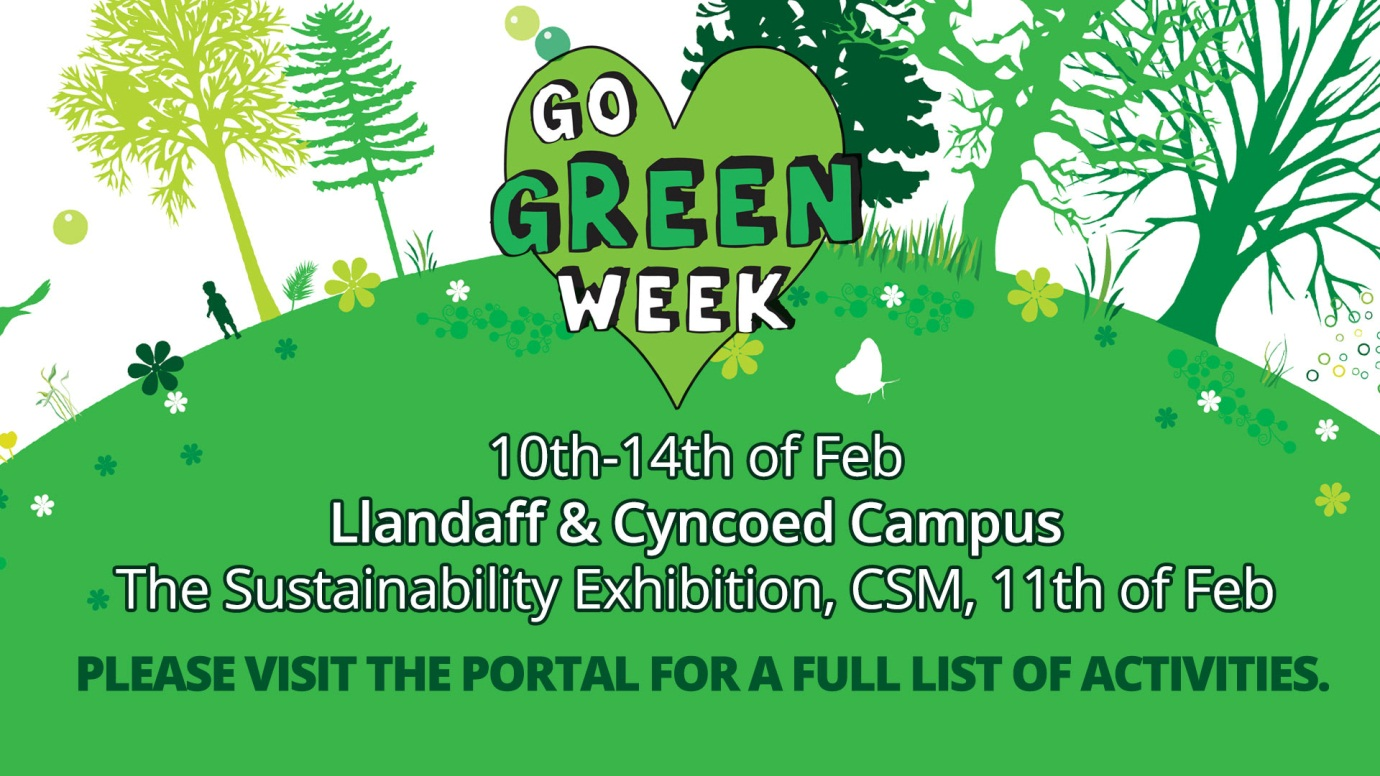 GO
GREEN
WEEK
10th-14th of Feb
Llandaff & Cyncoed Campus
The Sustainability Exhibition, CSM, 11th of Feb
PLEASE VISIT THE PORTAL FOR A FULL LIST OF ACTIVITIES.